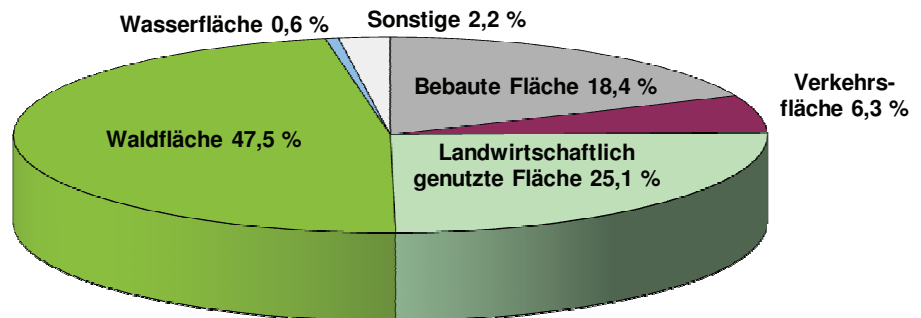 Wasserfläche 0,6 %
Sonstige 2,2 %
Bebaute Fläche 18,4 %
Verkehrs-
fläche 6,3 %
Waldfläche 47,5 %
Landwirtschaftlich
genutzte Fläche 25,1 %